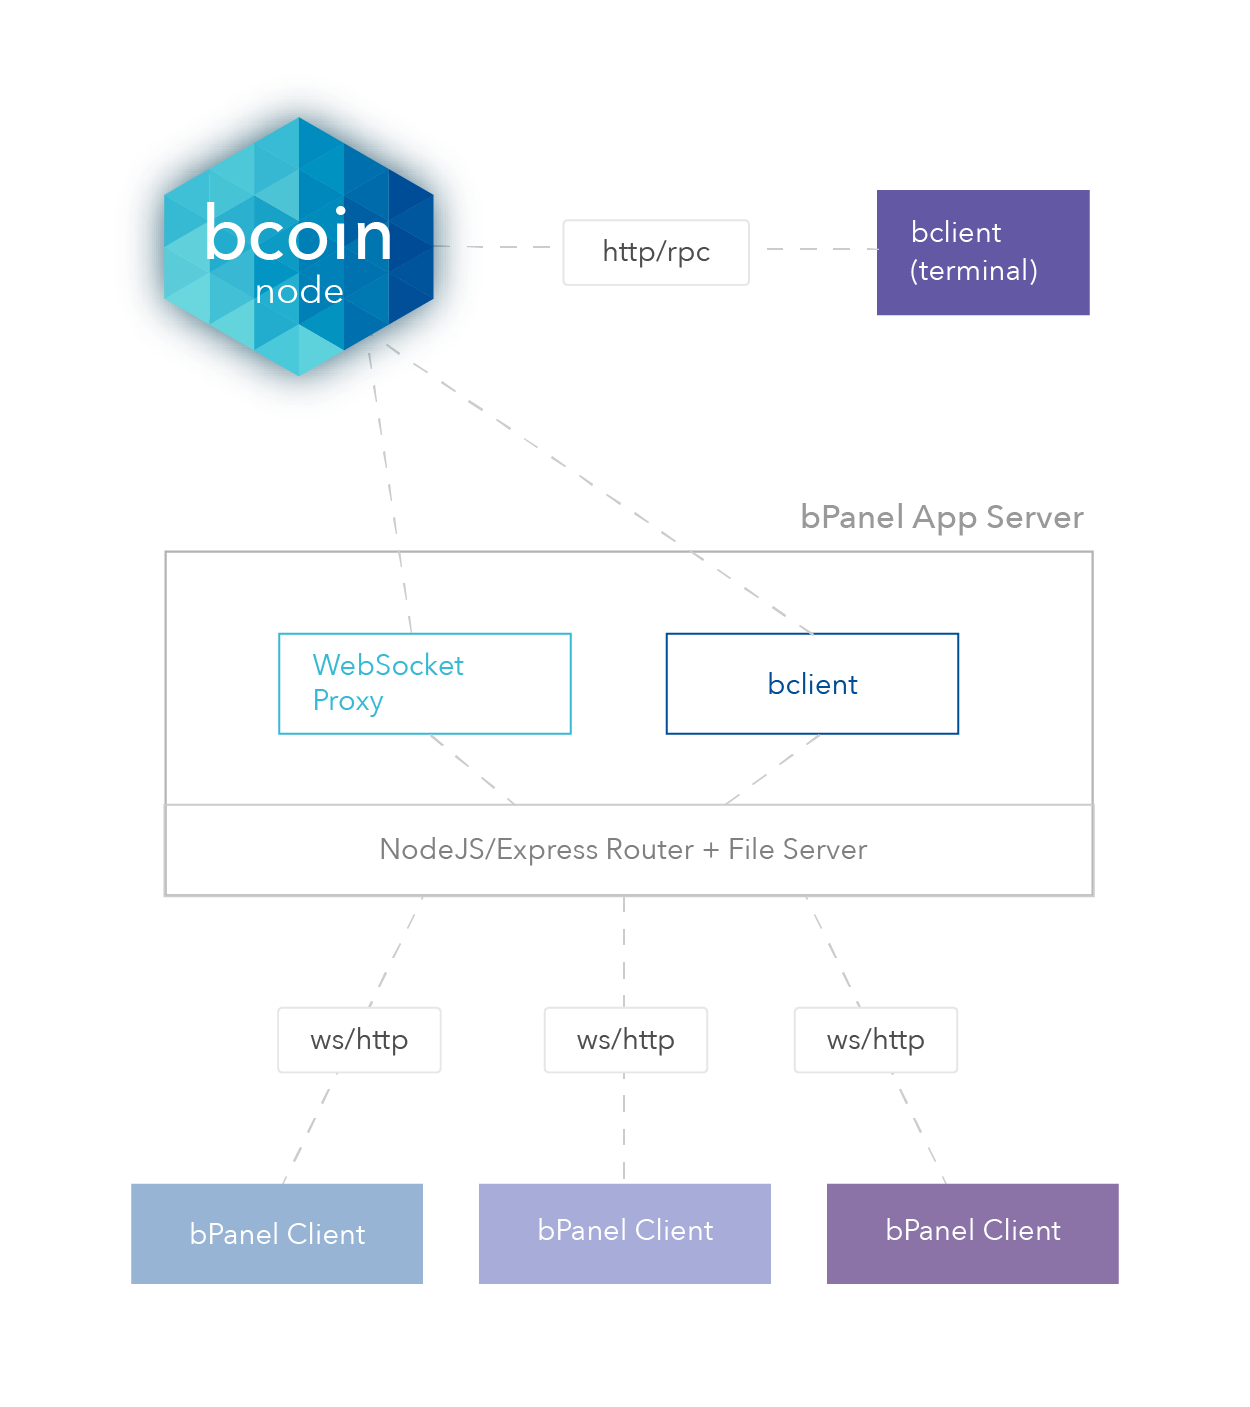 bcoin
node
http/rpc
bclient
(terminal)
bPanel App Server
WebSocket
Proxy
bclient
NodeJS/Express Router + File Server
ws/http
ws/http
ws/http
bPanel Client
bPanel Client
bPanel Client